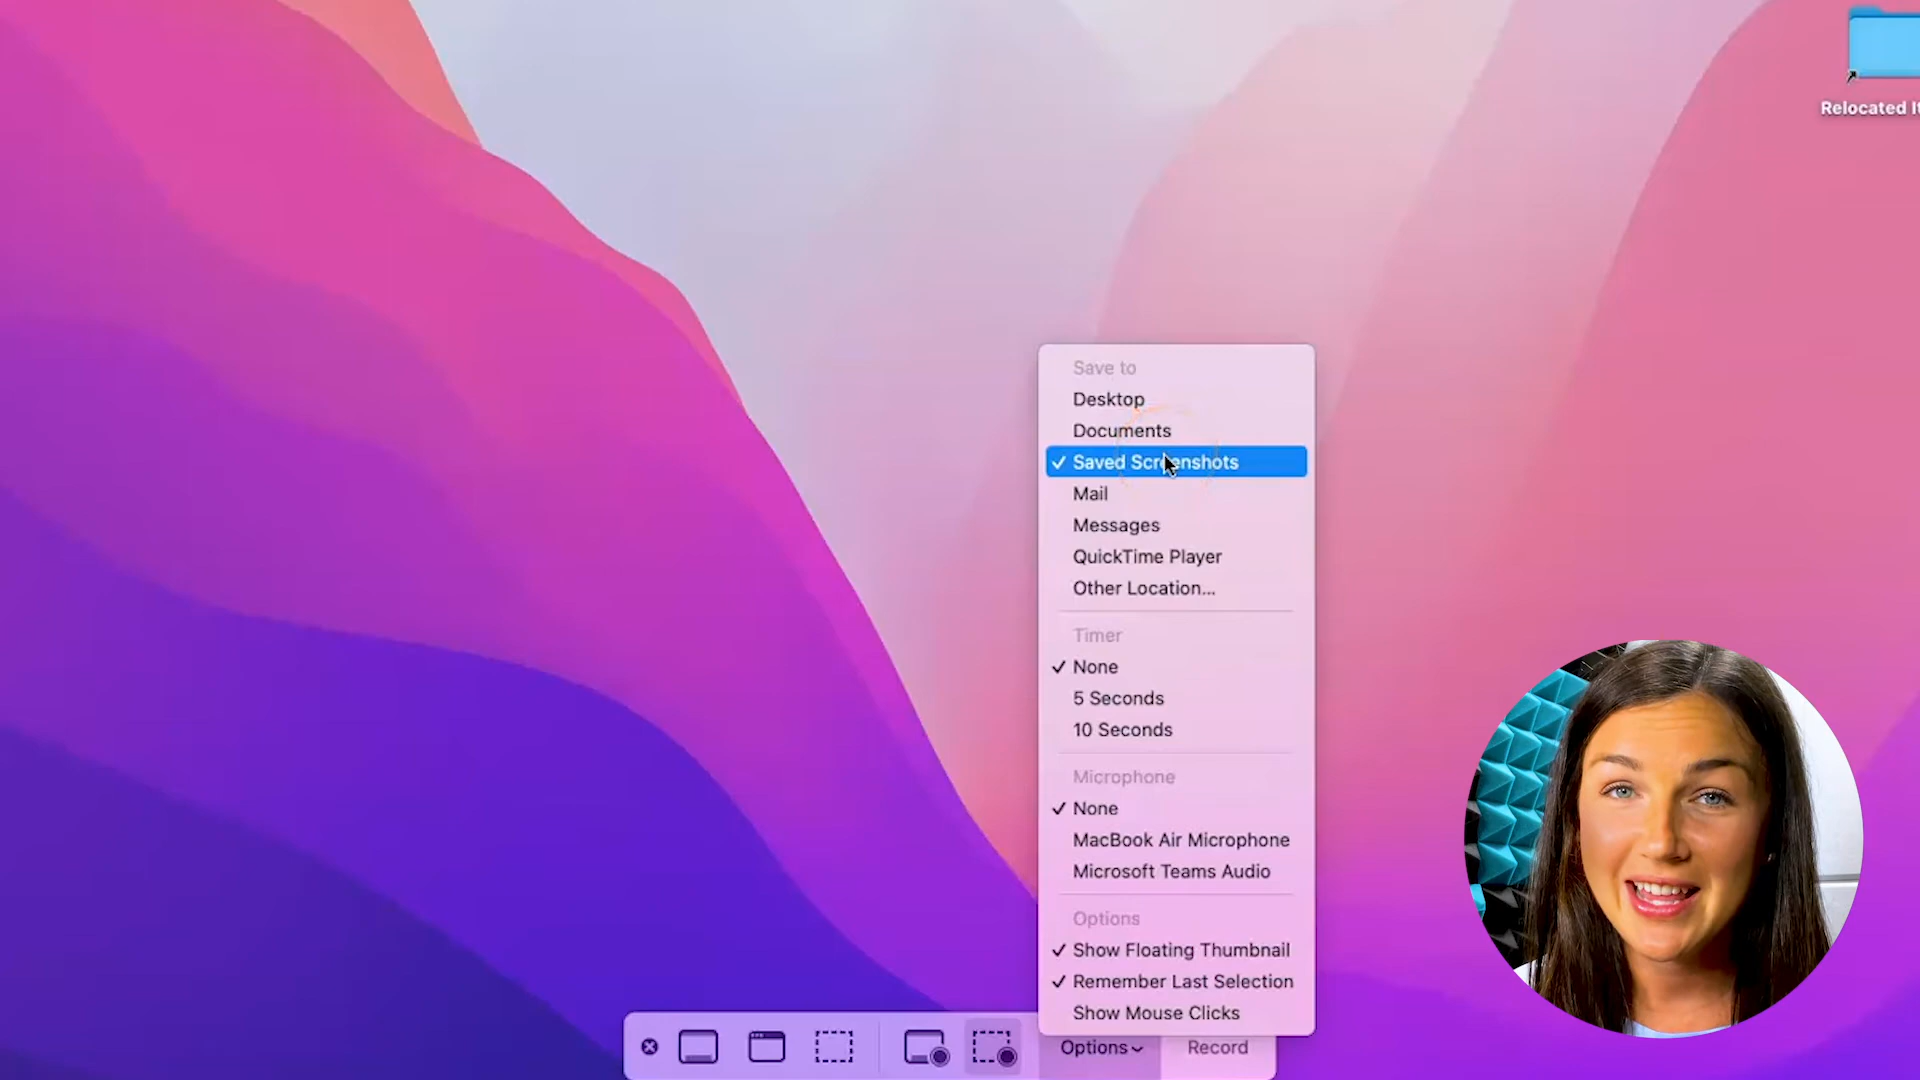 Relocated
Save to
Desktop
Documents
Saved Screenshots
Mail
Messages
QuickTime Player
Other Location...
Timer
None
5 Seconds
10 Seconds
Microphone
None
MacBook Air Microphone
Microsoft Teams Audio
Options
Show Floating Thumbnail
Remember Last Selection
Show Mouse Clicks
Options
Record